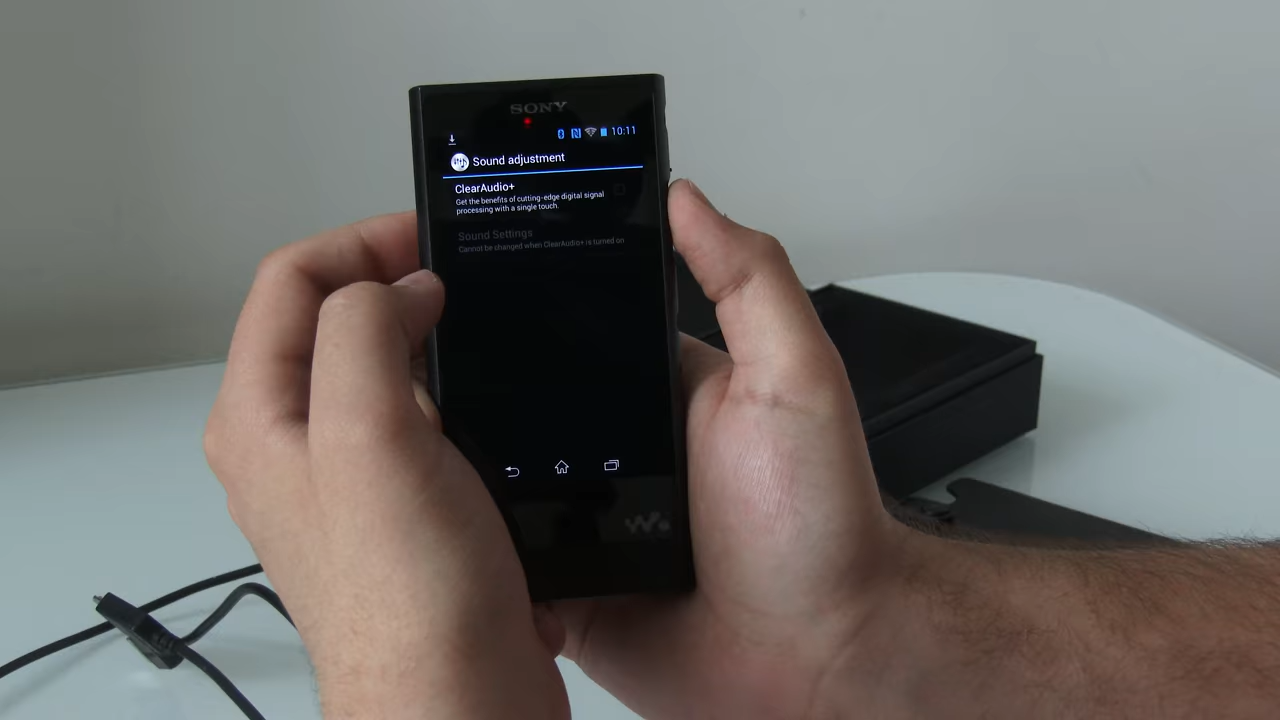 SONY
10:11
Sound adjustment
ClearAudio+
Get the benefits of cutting-edge digital signal
processing with a single touch.
Sound Settings
Cannot be changed when ClearAudio+ is turned on